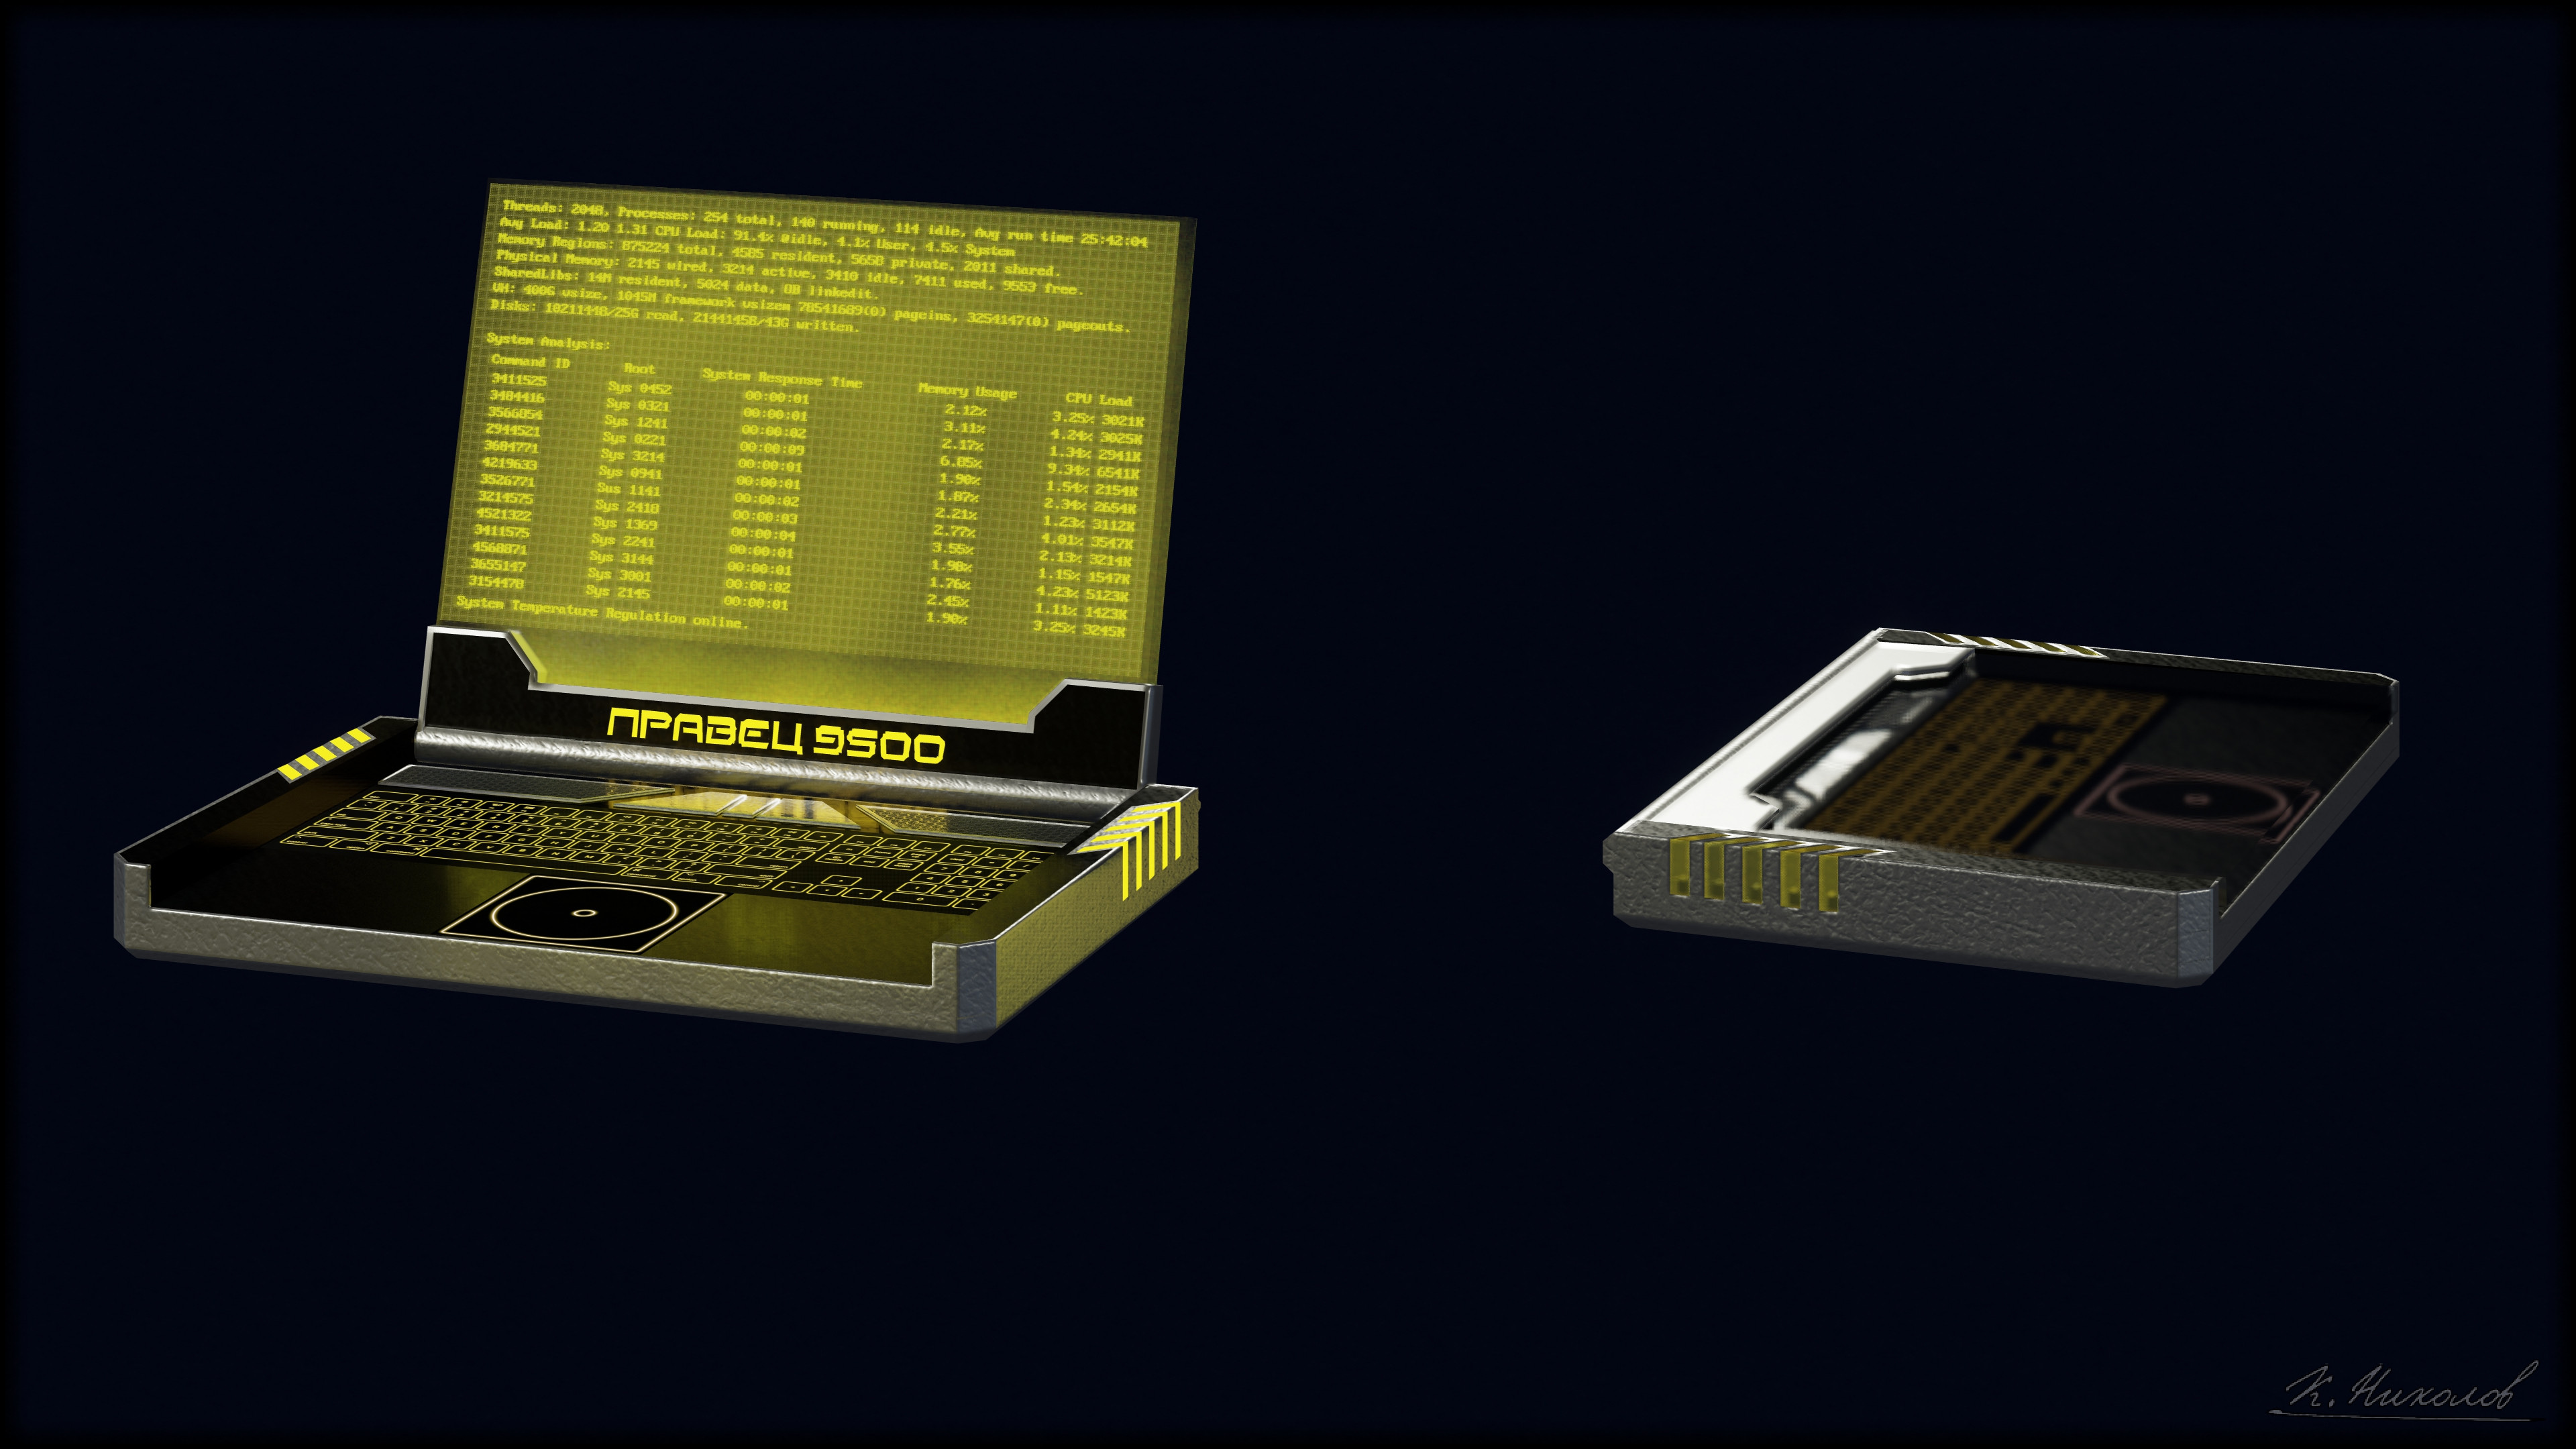 Threads: 2048, Processes: 254 total, 140 running, 114 idle, Avg run time 25:42:04
Avg Load: 1.20 1.31 CPU Load: 91.4% @idle, 4.1% User, 4.5% System
Memory Regions: 875224 total, 4585 resident, 565B private, 2011 shared.
Physical Memory: 2145 wired, 3214 active, 3410 idle, 7411 used, 9553 free.
SharedLibs: 14M resident, 5024 data, 0B linkedit.
VM: 400G vsize, 1045M framework vsizem 78541689(0) pageins, 3254147(0) pageouts.
Disks: 10211448/25G read, 2144145B/43G written.
System Analysis:
Command ID Root System Response Time Memory Usage CPU Load
3411525 Sys 0452 00:00:01 2.12% 3.25% 3021K
3484416 Sys 0321 00:00:01 3.11% 4.24% 3025K
3566854 Sys 1241 00:00:02 2.17% 1.34% 2941K
2944521 Sys 0221 00:00:09 6.85% 9.34% 6541K
3684771 Sys 3214 00:00:01 1.90% 1.54% 2154K
4219633 Sys 0941 00:00:01 1.87% 2.34% 2654K
3526771 Sus 1141 00:00:02 2.21% 1.23% 3112K
3214575 Sys 2418 00:00:03 2.77% 4.01% 3547K
4521322 Sys 1369 00:00:04 3.55% 2.13% 3214K
3411575 Sys 2241 00:00:01 1.98% 1.15% 1547K
4568871 Sys 3144 00:00:01 1.76% 4.23% 5123K
3655147 Sys 3001 00:00:02 2.45% 1.11% 1423K
3154478 Sys 2145 00:00:01 1.90% 3.25% 3245K
System Temperature Regulation online.
ПРАВЕЦ 9500
К. Николов